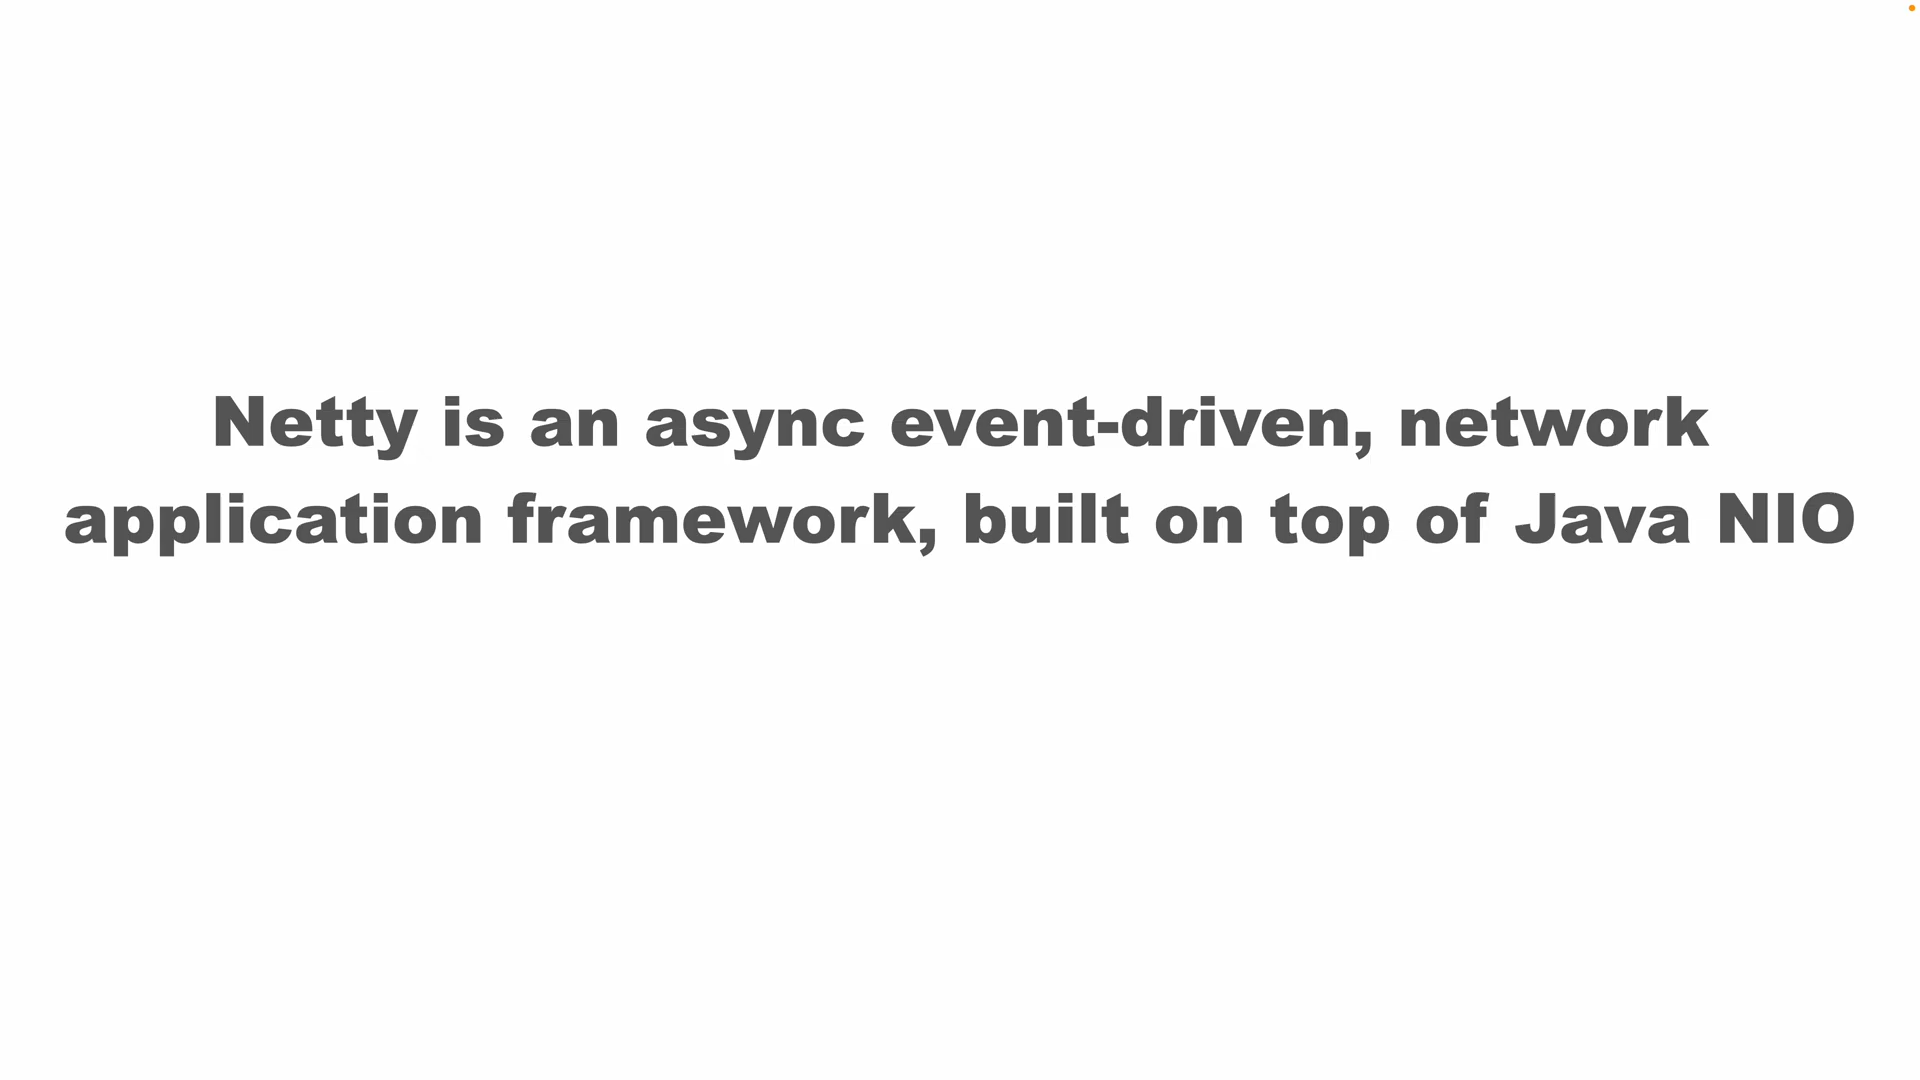 Netty is an async event-driven, network
application framework, built on top of Java NIO